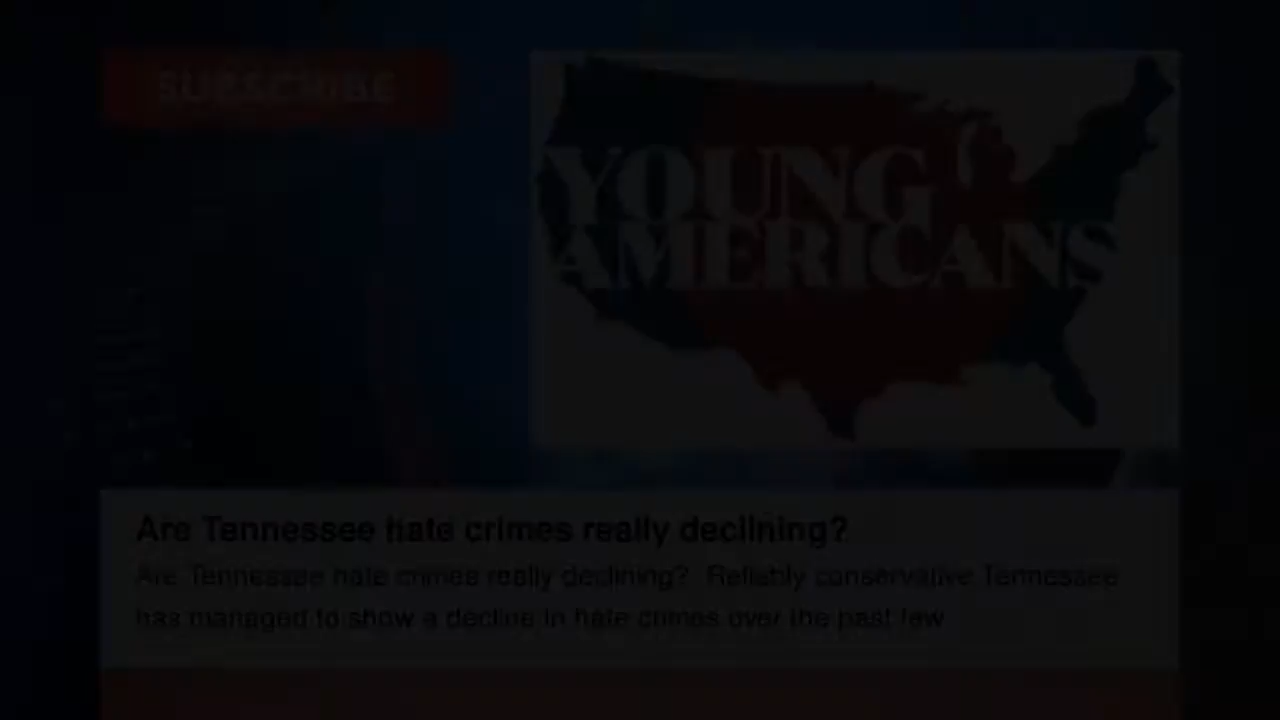 SUBSCRIBE
YOUNG
AMERICANS
Are Tennessee hate crimes really declining?
Are Tennessee hate crimes really declining? Reliably conservative Tennessee
has managed to show a decline in hate crimes over the past few